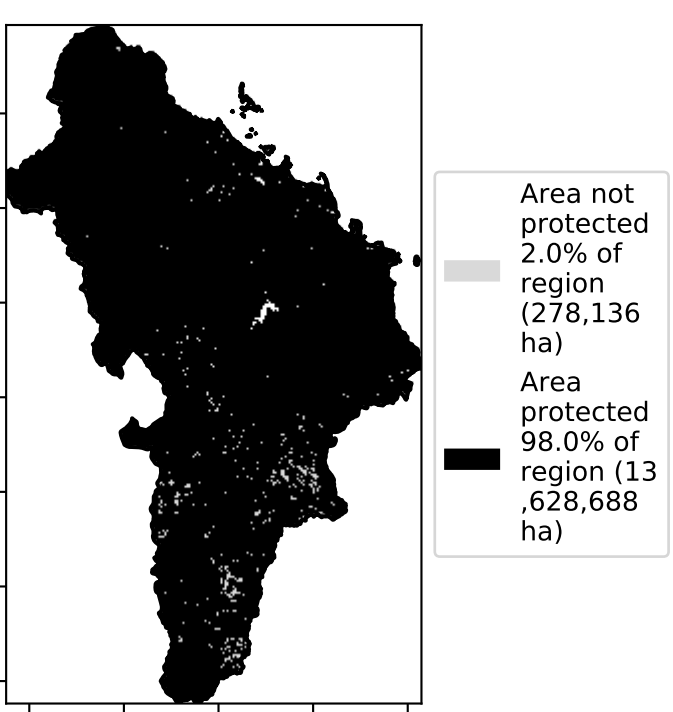 Area not
protected
2.0% of
region
(278,136
ha)
Area
protected
98.0% of
region (13
,628,688
ha)